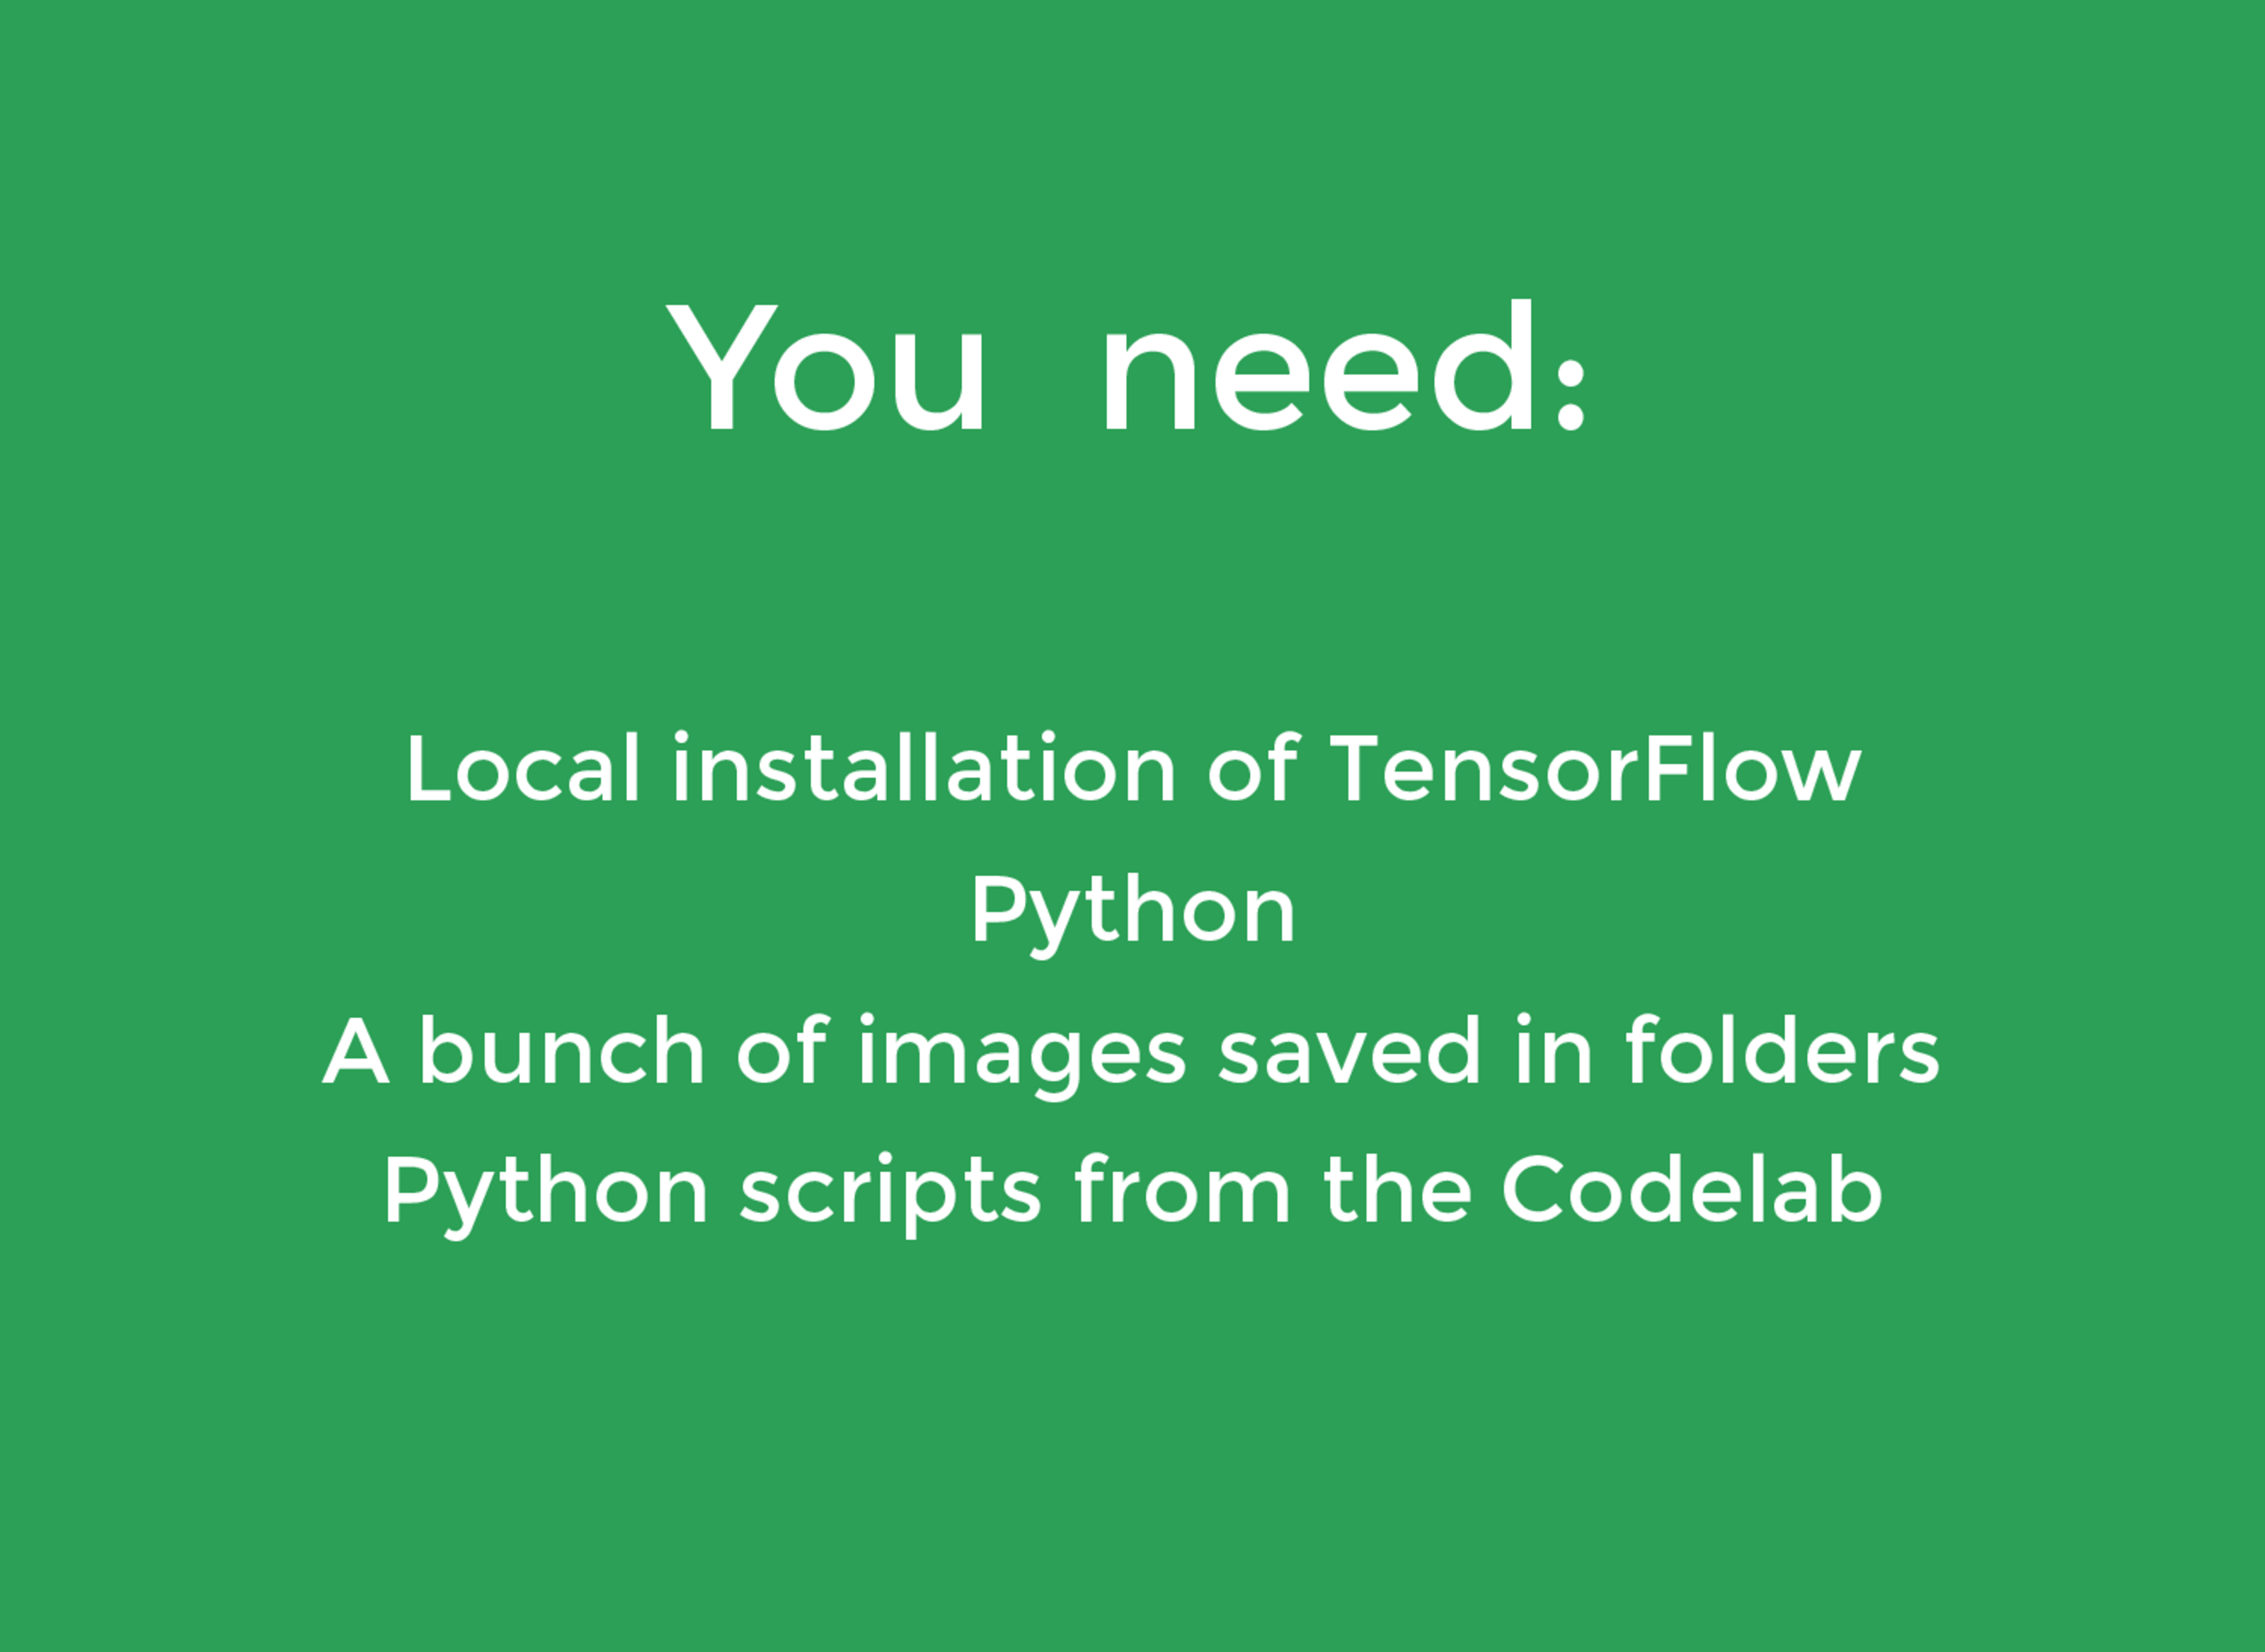 You need:
Local installation of TensorFlow
Python
A bunch of images saved in folders
Python scripts from the Codelab